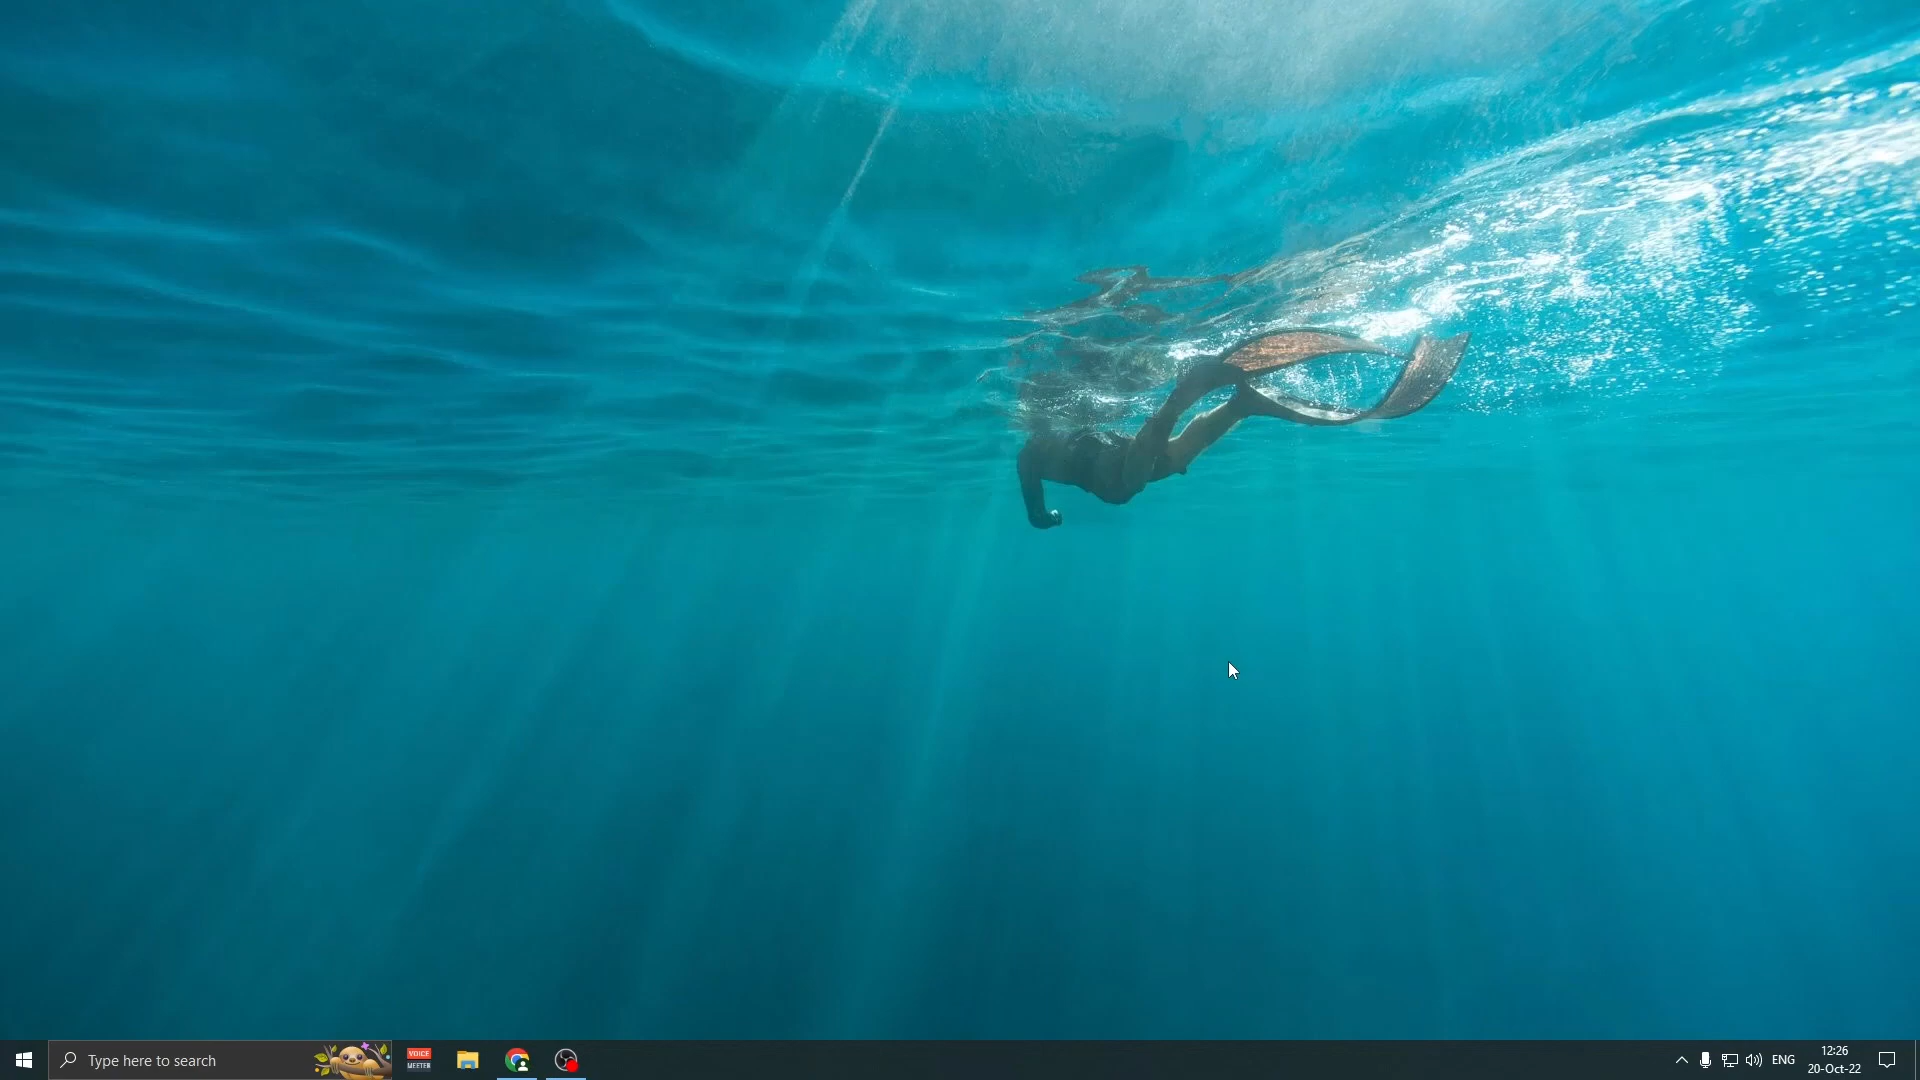 Type here to search
VOICE
MEETER
ENG
12:26
20-Oct-22